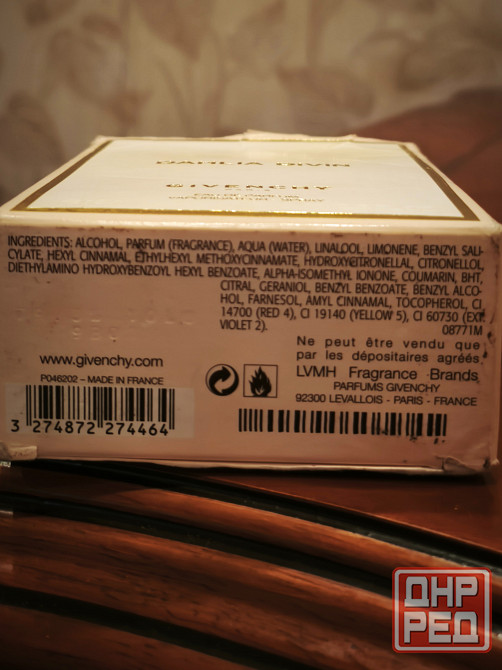 DAHLIA DIVIN
GIVENCHY
INGREDIENTS: ALCOHOL, PARFUM (FRAGRANCE), AQUA (WATER), LINALOOL, LIMONENE, BENZYL SALI-
CYLATE, HEXYL CINNAMAL, ETHYLHEXYL METHOXYCINNAMATE, HYDROXYCITRONELLAL, CITRONELLOL,
DIETHYLAMINO HYDROXYBENZOYL HEXYL BENZOATE, ALPHA-ISOMETHYL IONONE, COUMARIN, BHT,
CITRAL, GERANIOL, BENZYL BENZOATE, BENZYL ALCO-
HOL, FARNESOL, AMYL CINNAMAL, TOCOPHEROL, CI
14700 (RED 4), CI 19140 (YELLOW 5), CI 60730 (EXT.
VIOLET 2). 08771M
Ne peut être vendu que
par les dépositaires agréés
LVMH Fragrance Brands
PARFUMS GIVENCHY
92300 LEVALLOIS - PARIS - FRANCE
www.givenchy.com
P046202 – MADE IN FRANCE
3 274872 274464
ДНР
РЕД